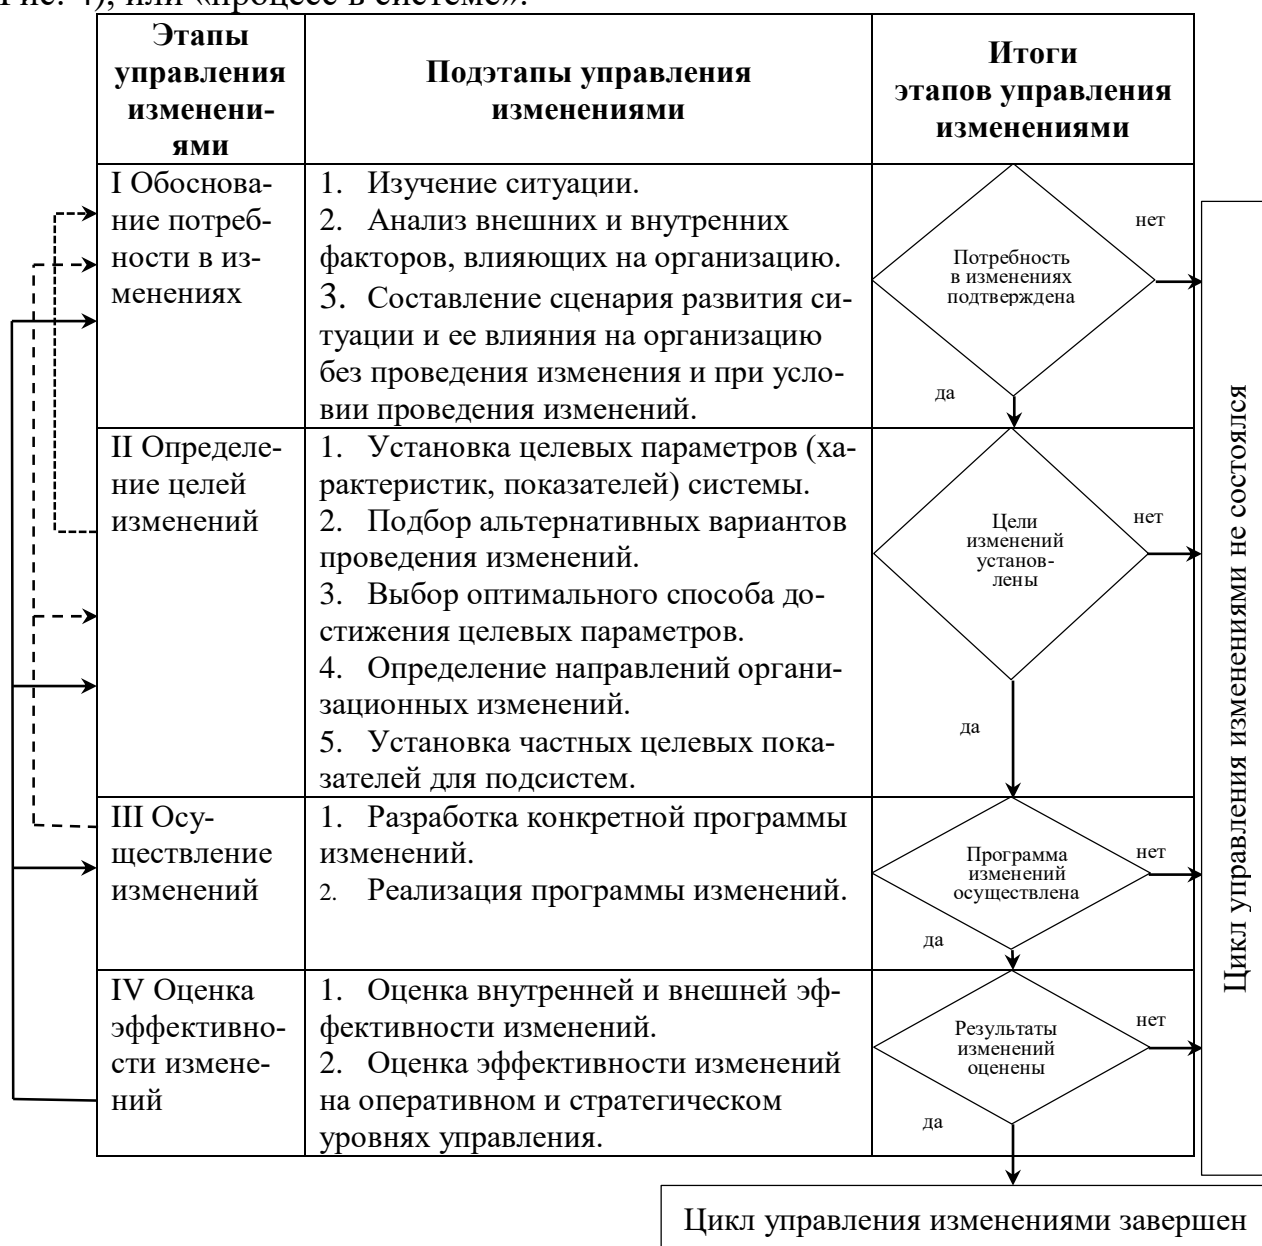 Рис. 4), или «процесс в системе».
Этапы
управления
изменени-
ями
Подэтапы управления
изменениями
Итоги
этапов управления
изменениями
I Обоснова-
ние потреб-
ности в из-
менениях
1. Изучение ситуации.
2. Анализ внешних и внутренних
факторов, влияющих на организацию.
3. Составление сценария развития си-
туации и ее влияния на организацию
без проведения изменения и при усло-
вии проведения изменений.
Потребность
в изменениях
подтверждена
нет
да
II Определе-
ние целей
изменений
1. Установка целевых параметров (ха-
рактеристик, показателей) системы.
2. Подбор альтернативных вариантов
проведения изменений.
3. Выбор оптимального способа до-
стижения целевых параметров.
4. Определение направлений органи-
зационных изменений.
5. Установка частных целевых пока-
зателей для подсистем.
Цели
изменений
установ-
лены
нет
да
III Осу-
ществление
изменений
1. Разработка конкретной программы
изменений.
2. Реализация программы изменений.
Программа
изменений
осуществлена
нет
да
IV Оценка
эффективно-
сти измене-
ний
1. Оценка внутренней и внешней эф-
фективности изменений.
2. Оценка эффективности изменений
на оперативном и стратегическом
уровнях управления.
Результаты
изменений
оценены
нет
да
Цикл управления изменениями не состоялся
Цикл управления изменениями завершен